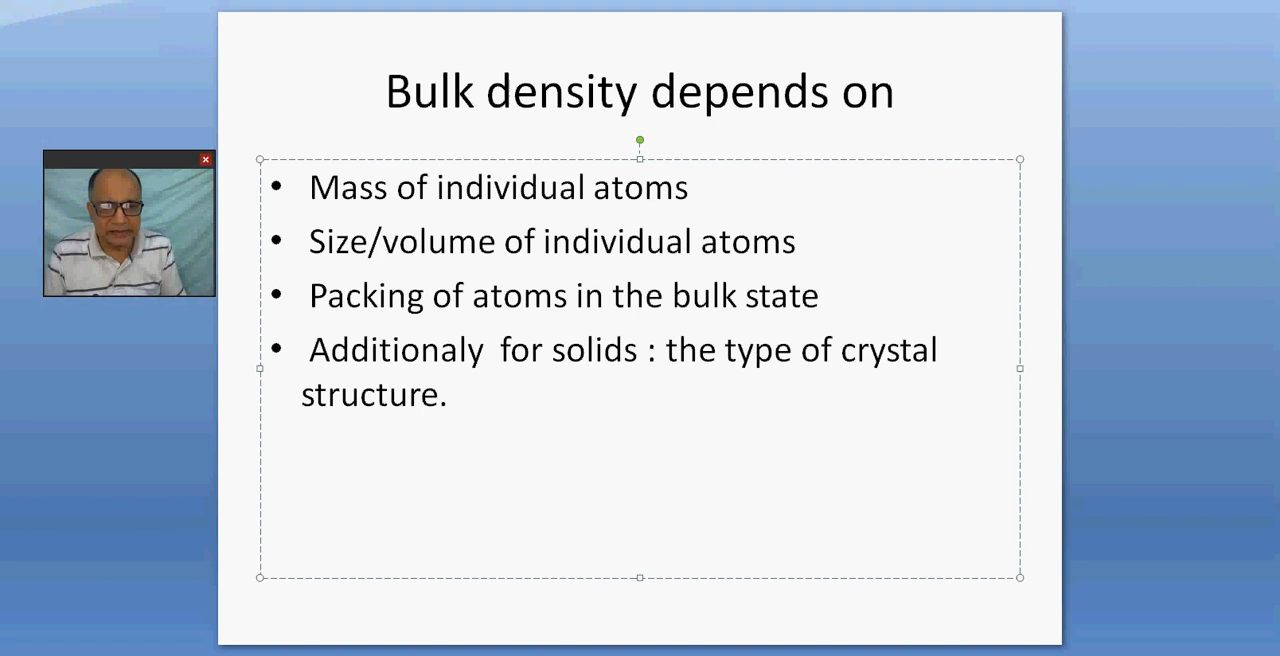 Bulk density depends on
• Mass of individual atoms
• Size/volume of individual atoms
• Packing of atoms in the bulk state
• Additionaly for solids : the type of crystal
structure.